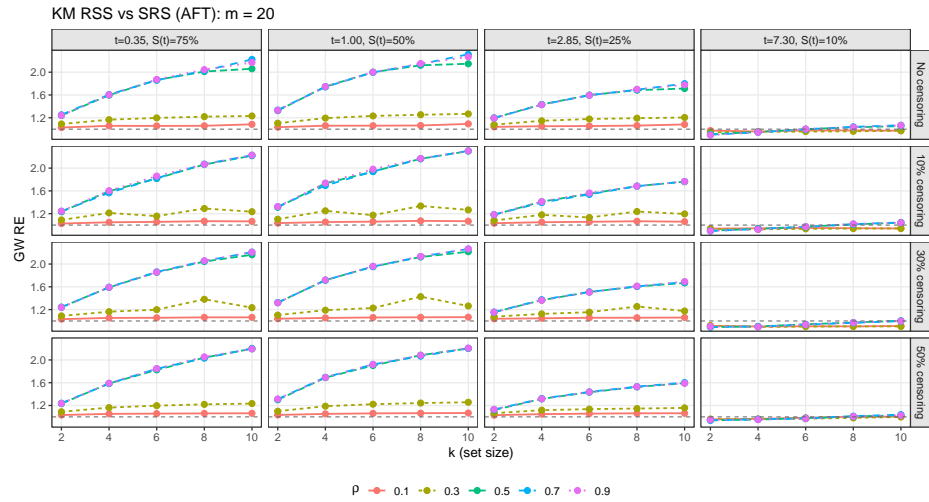 KM RSS vs SRS (AFT): m = 20
t=0.35, S(t)=75%
t=1.00, S(t)=50%
t=2.85, S(t)=25%
t=7.30, S(t)=10%
2.0
1.6
1.2
No censoring
2.0
1.6
1.2
10% censoring
2.0
1.6
1.2
30% censoring
2.0
1.6
1.2
50% censoring
GW RE
2 4 6 8 10
2 4 6 8 10
2 4 6 8 10
2 4 6 8 10
k (set size)
ρ 0.1 0.3 0.5 0.7 0.9